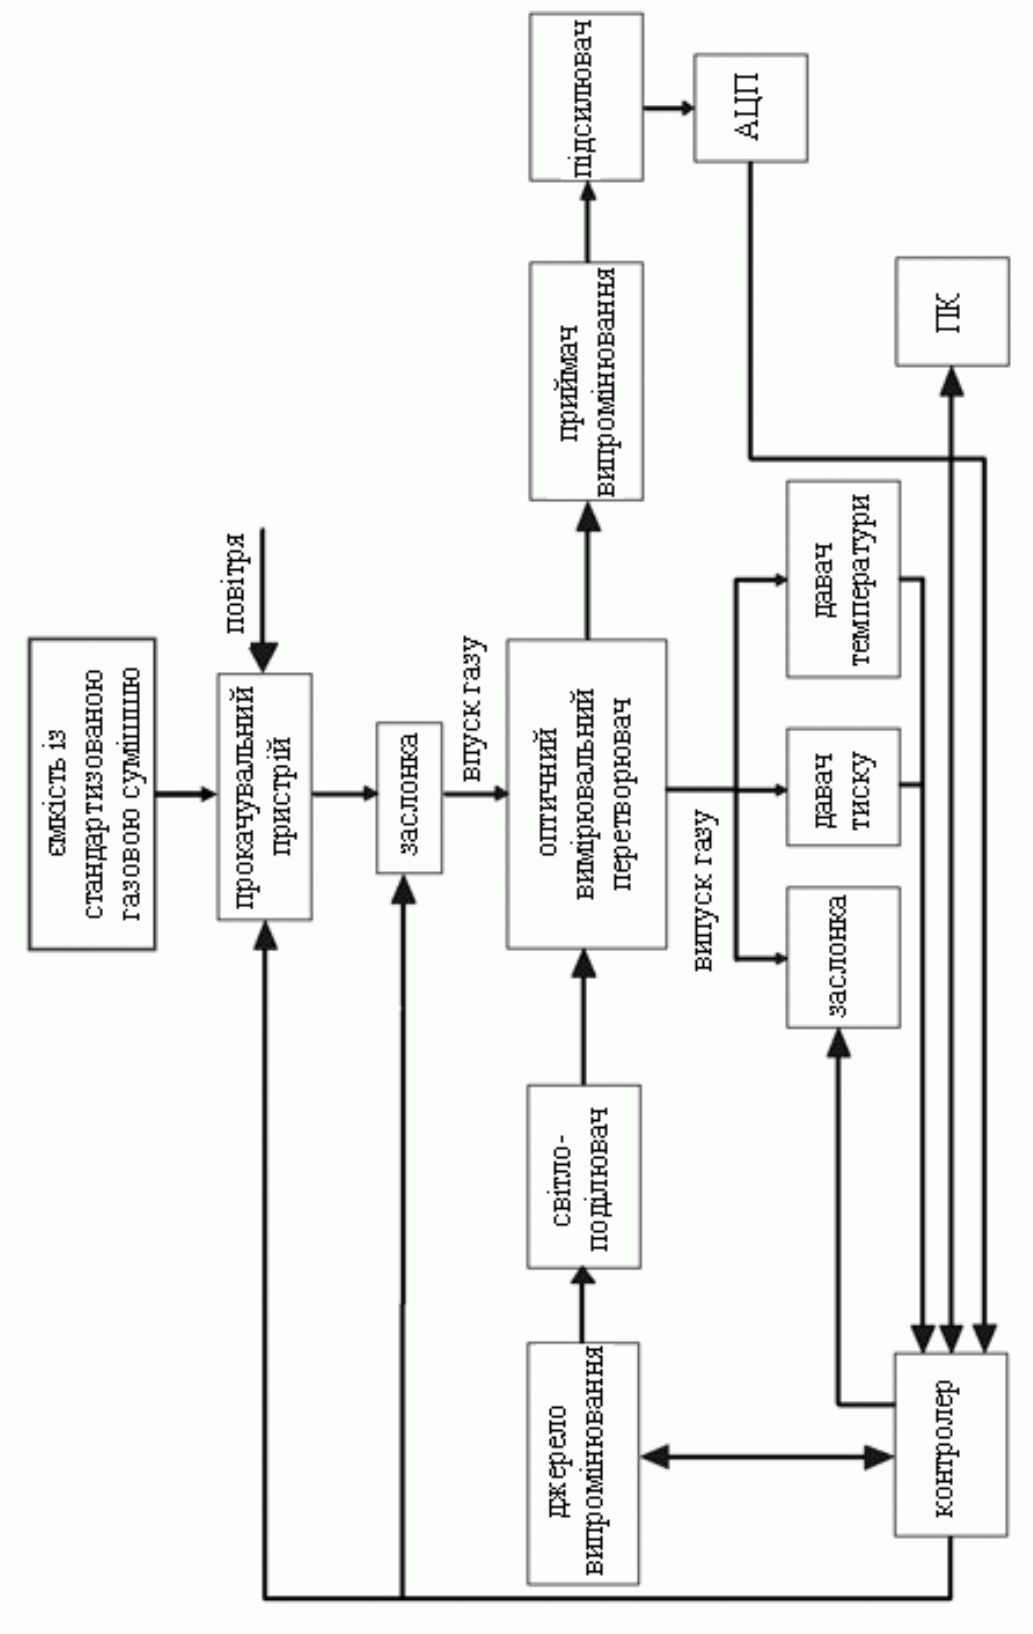 ємкість із
стандартизованою
газовою сумішшю
повітря
прокачувальний
пристрій
заслонка
впуск газу
джерело
випромінювання
світло-
поділювач
оптичний
вимірювальний
перетворювач
приймач
випромінювання
підсилювач
АЦП
випуск газу
заслонка
давач
тиску
давач
температури
контролер
ПК